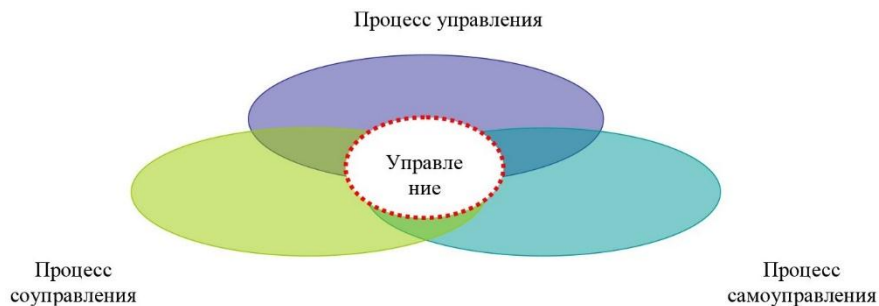 Процесс управления
Управле
ние
Процесс
соуправления
Процесс
самоуправления